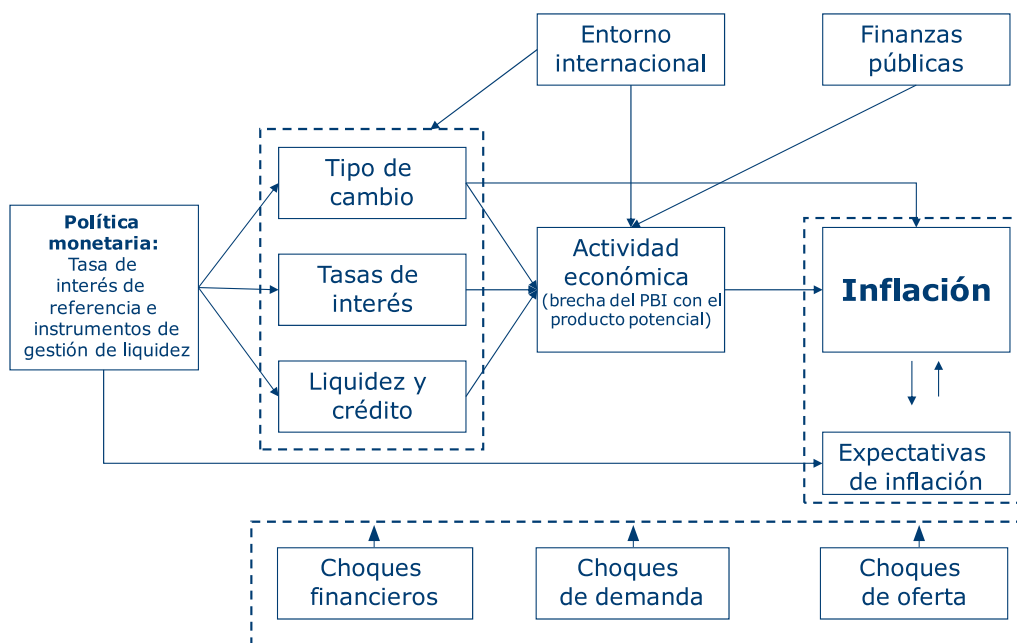 Entorno
internacional
Finanzas
públicas
Tipo de
cambio
Política
monetaria:
Tasa de
interés de
referencia e
instrumentos de
gestión de liquidez
Tasas de
interés
Actividad
económica
(brecha del PBI con el
producto potencial)
Inflación
Liquidez y
crédito
Expectativas
de inflación
Choques
financieros
Choques
de demanda
Choques
de oferta